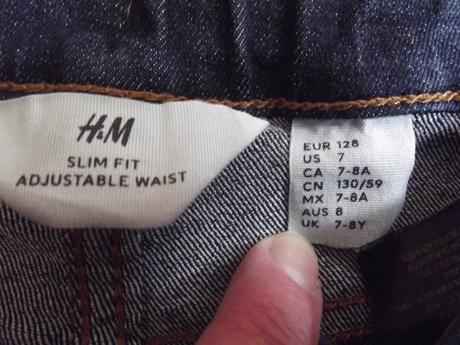 H&M
SLIM FIT
ADJUSTABLE WAIST
EUR 128
US 7
CA 7-8A
CN 130/59
MX 7-8A
AUS 8
UK 7-8Y